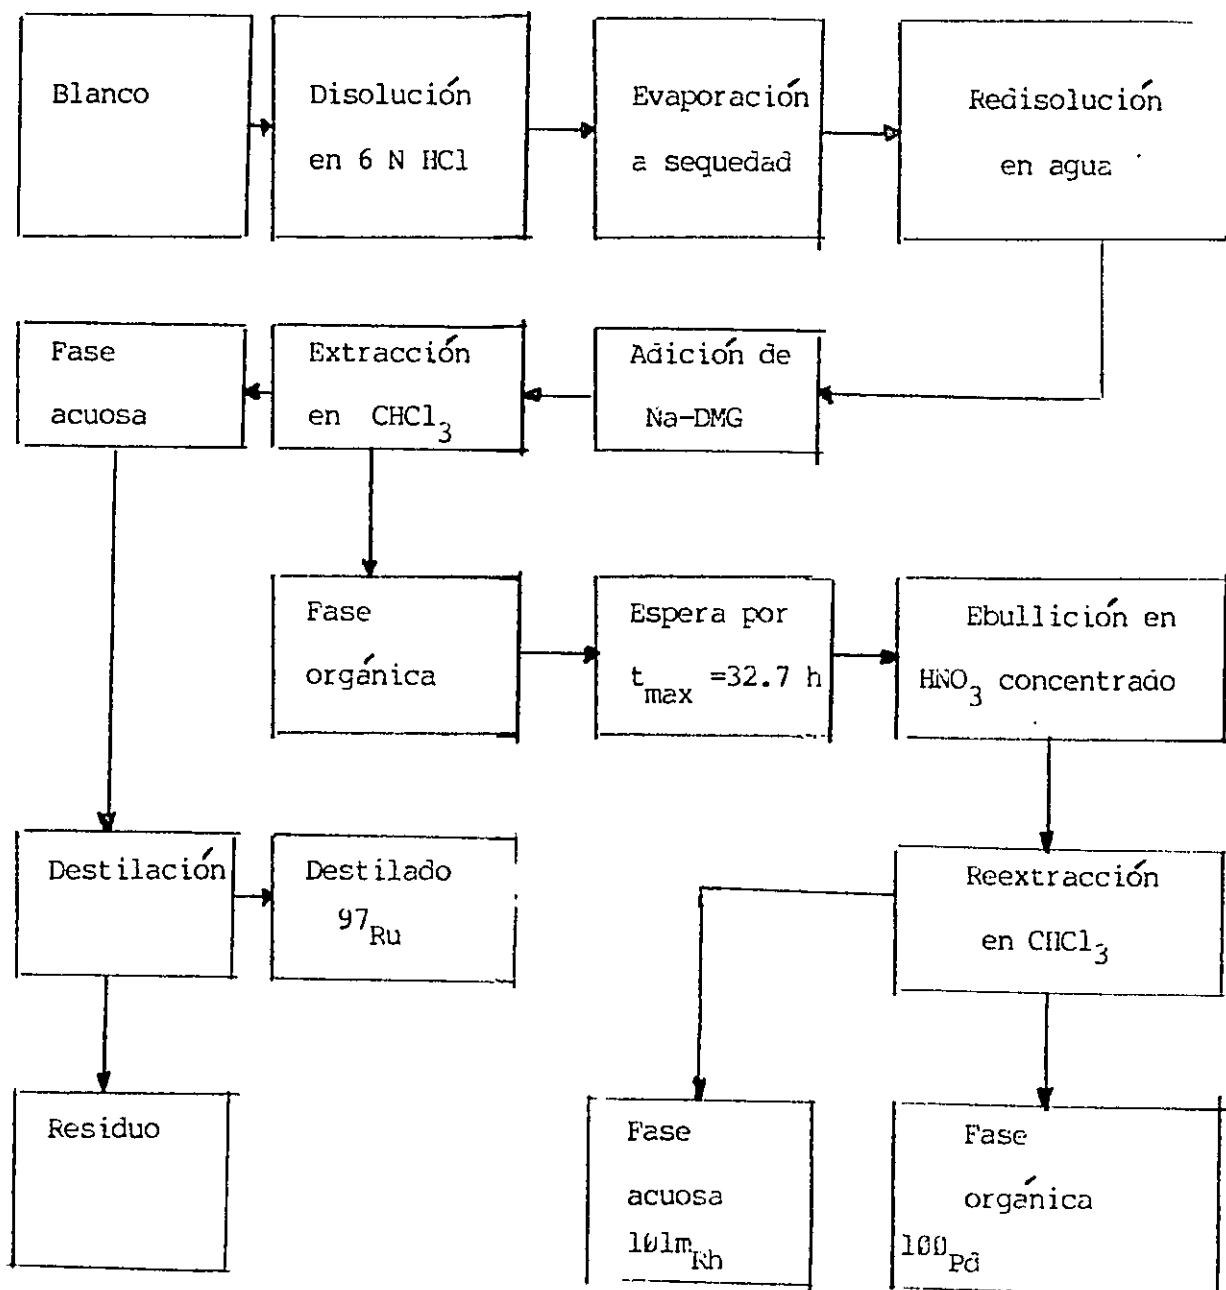 Blanco
Disolución
en 6 N HCl
Evaporación
a sequedad
Redisolución
en agua
Fase
acuosa
Extracción
en CHCl3
Adición de
Na-DMG
Fase
orgánica
Espera por
tmax =32.7 h
Ebullición en
HNO3 concentrado
Destilación
Destilado
97Ru
Reextracción
en CHCl3
Residuo
Fase
acuosa
101mRh
Fase
orgánica
100Pd